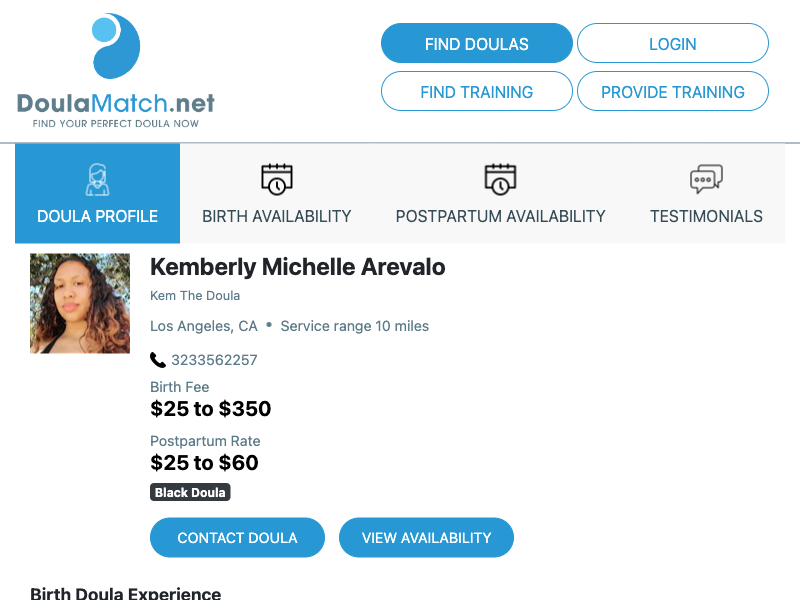 DoulaMatch.net
FIND YOUR PERFECT DOULA NOW
FIND DOULAS
LOGIN
FIND TRAINING
PROVIDE TRAINING
DOULA PROFILE
BIRTH AVAILABILITY
POSTPARTUM AVAILABILITY
TESTIMONIALS
Kemberly Michelle Arevalo
Kem The Doula
Los Angeles, CA • Service range 10 miles
3233562257
Birth Fee
$25 to $350
Postpartum Rate
$25 to $60
Black Doula
CONTACT DOULA
VIEW AVAILABILITY
Birth Doula Experience